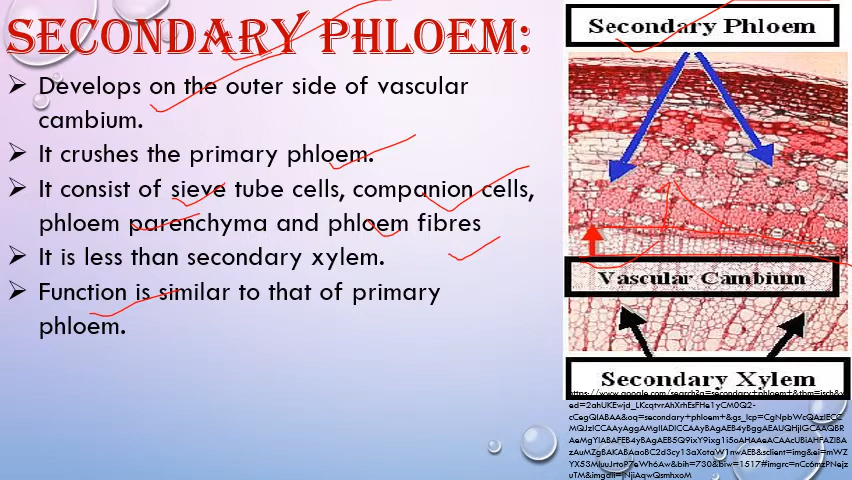 SECONDARY PHLOEM:
➢ Develops on the outer side of vascular
cambium.
➢ It crushes the primary phloem.
➢ It consist of sieve tube cells, companion cells,
phloem parenchyma and phloem fibres
➢ It is less than secondary xylem.
➢ Function is similar to that of primary
phloem.
Secondary Phloem
Vascular Cambium
Secondary Xylem